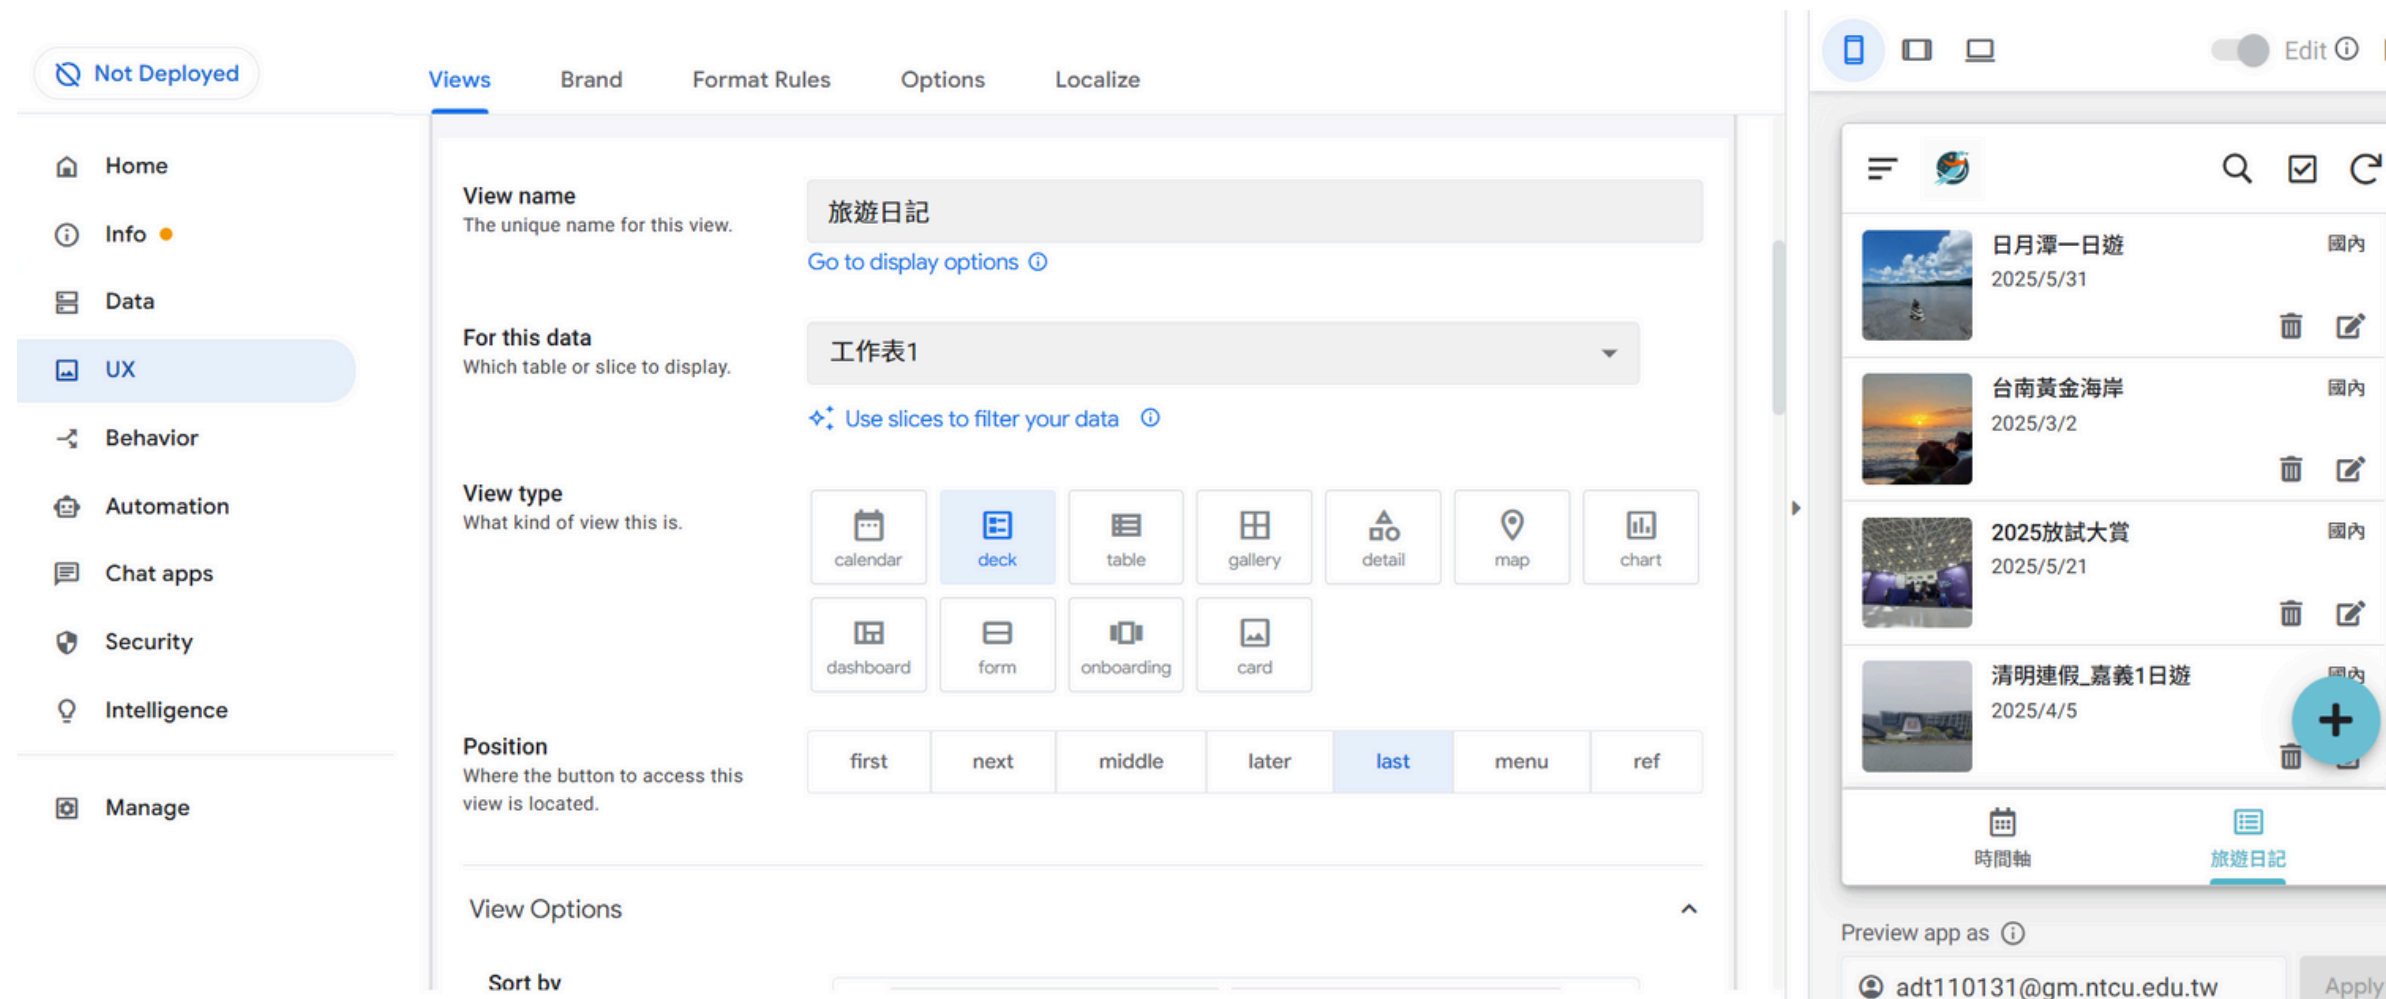 Not Deployed
Home
Info
Data
UX
Behavior
Automation
Chat apps
Security
Intelligence
Manage
Views Brand Format Rules Options Localize
View name
The unique name for this view.
旅遊日記
Go to display options
For this data
Which table or slice to display.
工作表1
Use slices to filter your data
View type
What kind of view this is.
calendar deck table gallery detail map chart
dashboard form onboarding card
Position
Where the button to access this
view is located.
first next middle later last menu ref
View Options
Sort by
Edit
日月潭一日遊 國內
2025/5/31
台南黃金海岸 國內
2025/3/2
2025放試大賞 國內
2025/5/21
清明連假_嘉義1日遊 國內
2025/4/5
時間軸 旅遊日記
Preview app as
adt110131@gm.ntcu.edu.tw Apply